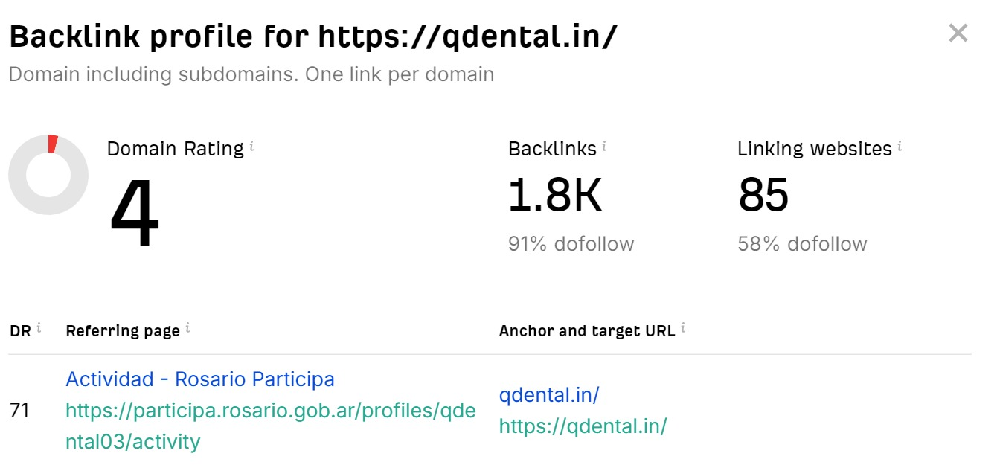 Backlink profile for https://qdental.in/
Domain including subdomains. One link per domain
Domain Rating i
4
Backlinks i
1.8K
91% dofollow
Linking websites i
85
58% dofollow
DR i Referring page i Anchor and target URL i
71
Actividad - Rosario Participa
https://participa.rosario.gob.ar/profiles/qde
ntal03/activity
qdental.in/
https://qdental.in/